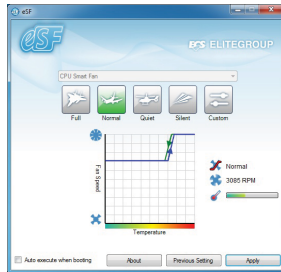 eSF
eSF
ECS ELITEGROUP
CPU Smart Fan
Full
Normal
Quiet
Silent
Custom
Fan Speed
Normal
3085 RPM
Temperature
Auto execute when booting
About
Previous Setting
Apply